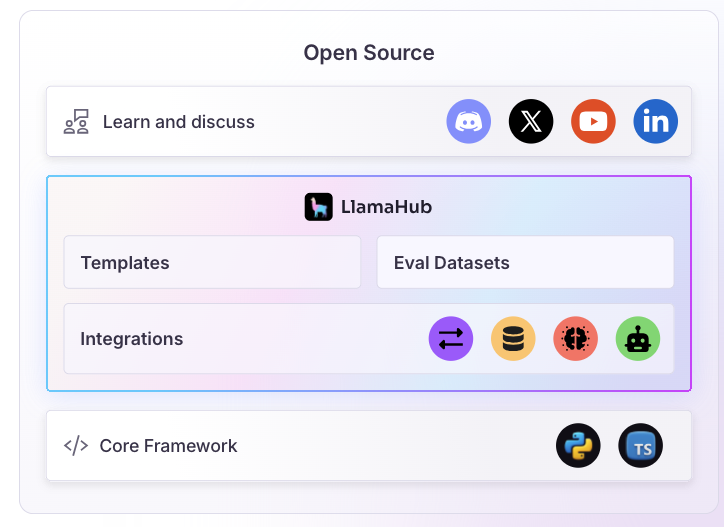 Open Source
Learn and discuss
LlamaHub
Templates
Eval Datasets
Integrations
Core Framework
TS